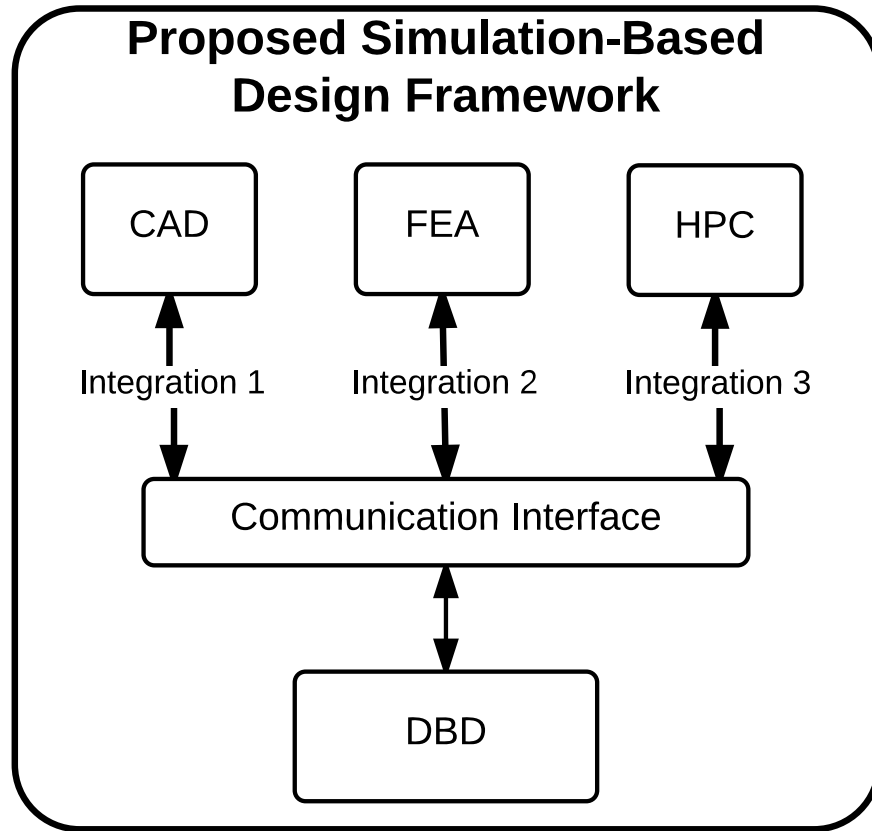 Proposed Simulation-Based
Design Framework
CAD
FEA
HPC
Integration 1
Integration 2
Integration 3
Communication Interface
DBD